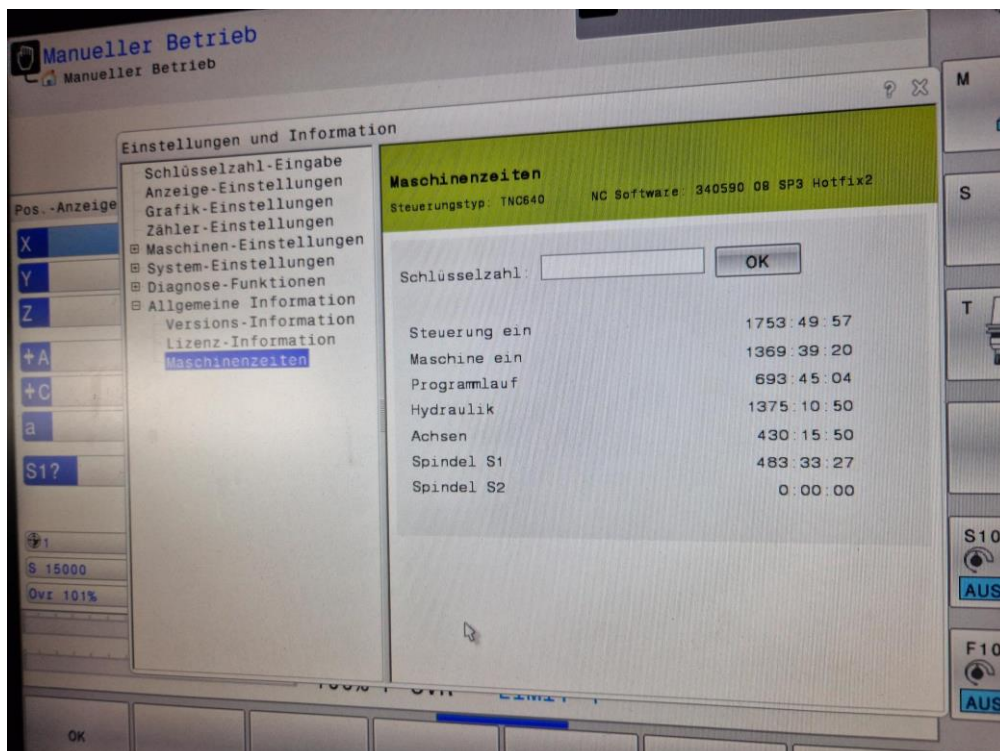 Manueller Betrieb
Manueller Betrieb
Einstellungen und Information
Schlüsselzahl-Eingabe
Anzeige-Einstellungen
Grafik-Einstellungen
Zähler-Einstellungen
Maschinen-Einstellungen
System-Einstellungen
Diagnose-Funktionen
Allgemeine Information
Versions-Information
Lizenz-Information
Maschinenzeiten
Maschinenzeiten
Steuerungstyp: TNC640 NC Software: 340590 08 SP3 Hotfix2
Schlüsselzahl: OK
Steuerung ein 1753:49:57
Maschine ein 1369:39:20
Programmlauf 693:45:04
Hydraulik 1375:10:50
Achsen 430:15:50
Spindel S1 483:33:27
Spindel S2 0:00:00
Pos.-Anzeige
X
Y
Z
+A
+C
a
S1?
1
S 15000
Ovr 101%
OK
M
S
T
S10
AUS
F10
AUS